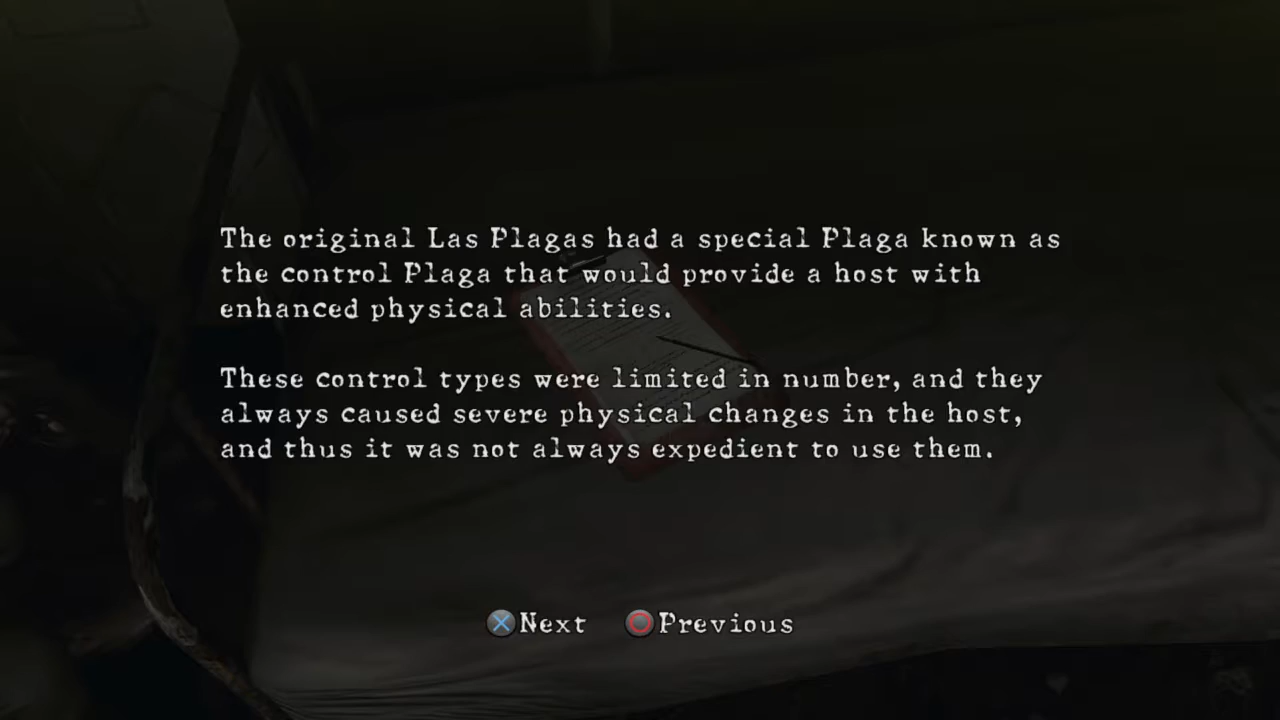 The original Las Plagas had a special Plaga known as
the control Plaga that would provide a host with
enhanced physical abilities.
These control types were limited in number, and they
always caused severe physical changes in the host,
and thus it was not always expedient to use them.
Next Previous